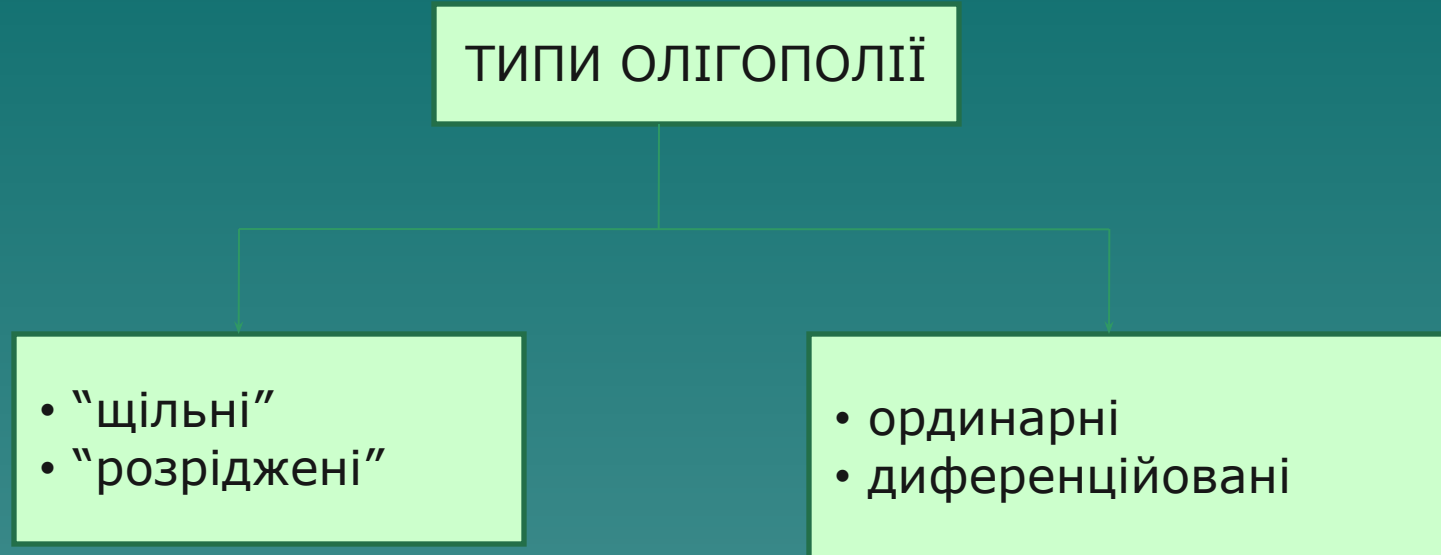 ТИПИ ОЛІГОПОЛІЇ
• “щільні”
• “розріджені”
• ординарні
• диференційовані